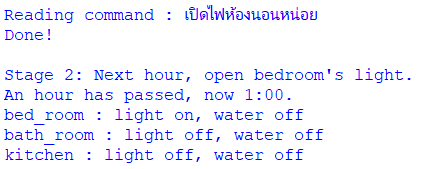 Reading command : เปิดไฟห้องนอนหน่อย
Done!
Stage 2: Next hour, open bedroom's light.
An hour has passed, now 1:00.
bed_room : light on, water off
bath_room : light off, water off
kitchen : light off, water off